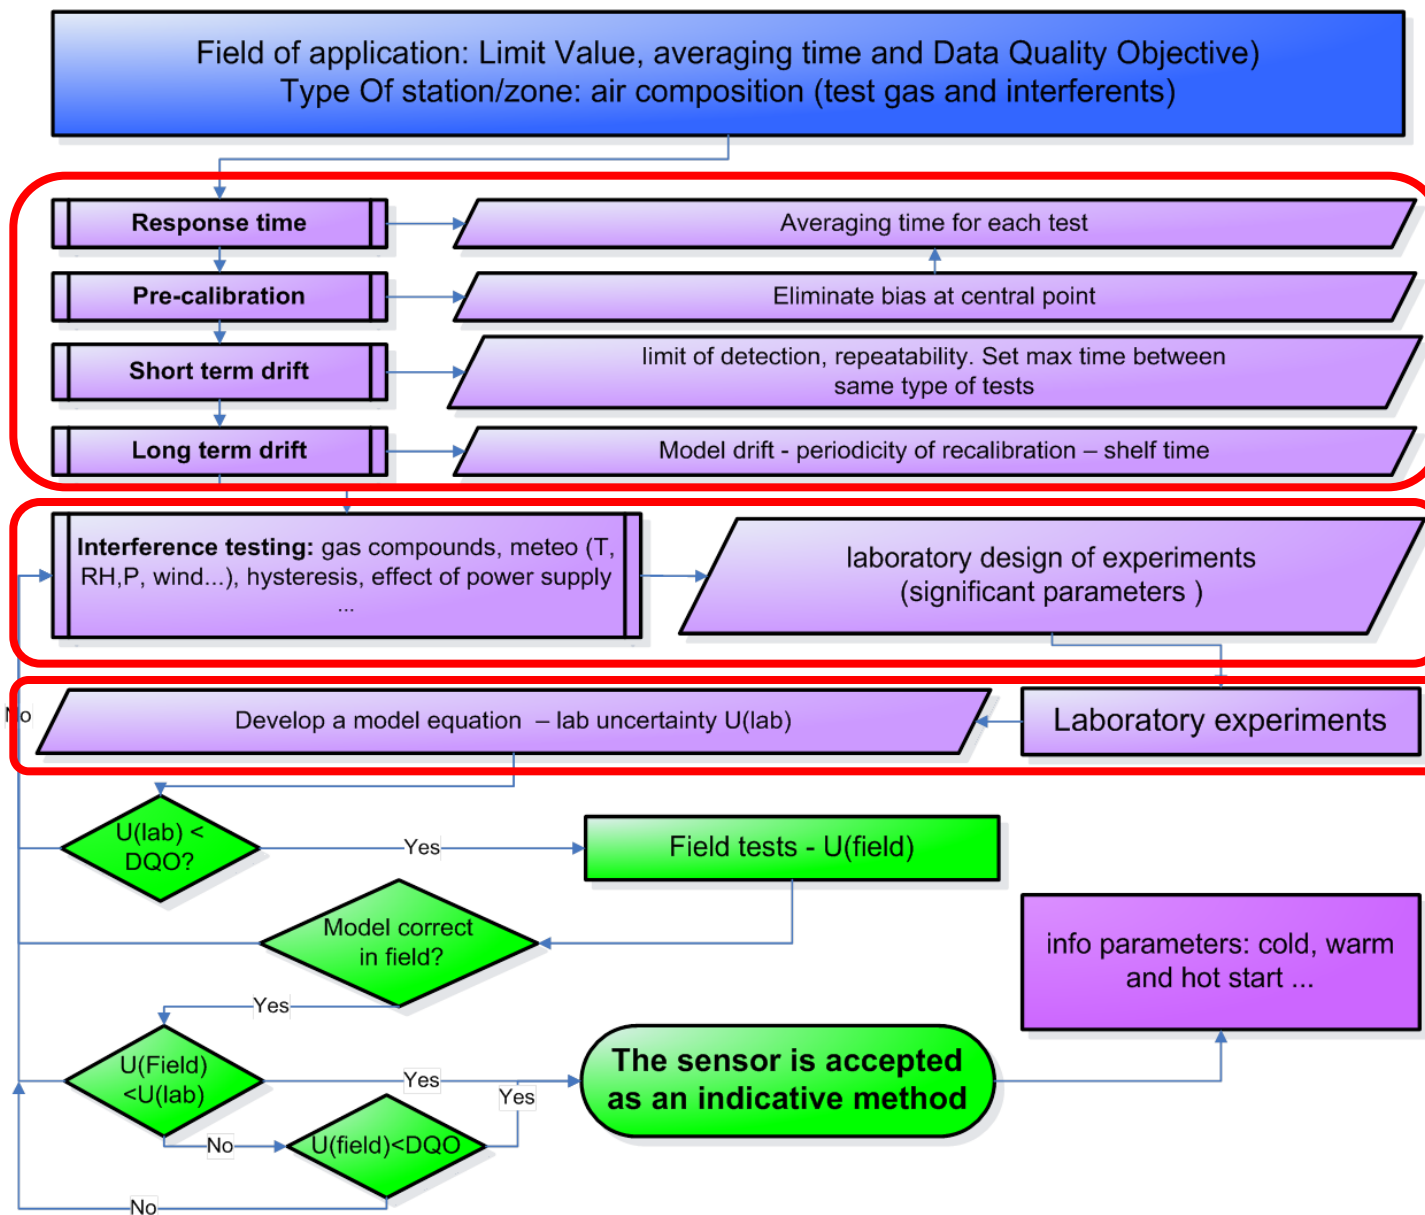 Field of application: Limit Value, averaging time and Data Quality Objective)
Type Of station/zone: air composition (test gas and interferents)
Response time
Averaging time for each test
Pre-calibration
Eliminate bias at central point
Short term drift
limit of detection, repeatability. Set max time between
same type of tests
Long term drift
Model drift - periodicity of recalibration – shelf time
Interference testing: gas compounds, meteo (T,
RH,P, wind...), hysteresis, effect of power supply
...
laboratory design of experiments
(significant parameters )
No
Develop a model equation – lab uncertainty U(lab)
Laboratory experiments
U(lab) <
DQO?
Yes
Field tests - U(field)
Model correct
in field?
info parameters: cold, warm
and hot start ...
Yes
U(Field)
<U(lab)
Yes
Yes
The sensor is accepted
as an indicative method
No
U(field)<DQO
No